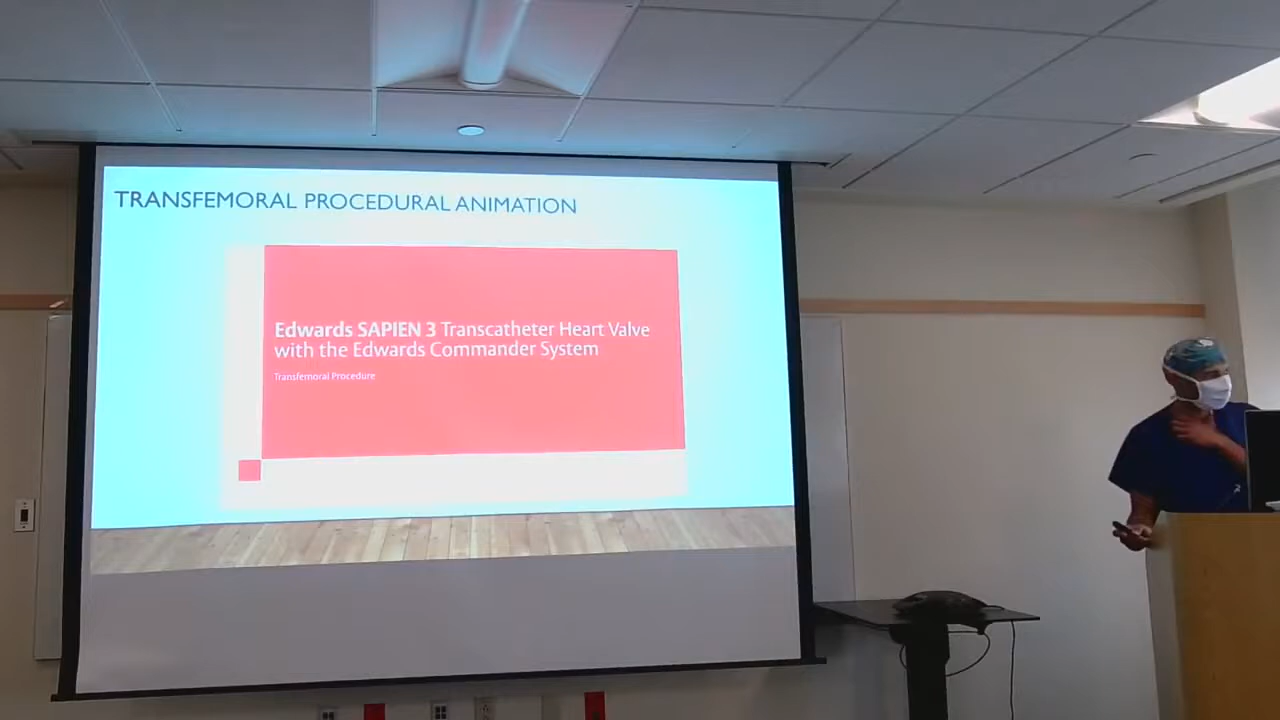 TRANSFEMORAL PROCEDURAL ANIMATION
Edwards SAPIEN 3 Transcatheter Heart Valve
with the Edwards Commander System
Transfemoral Procedure